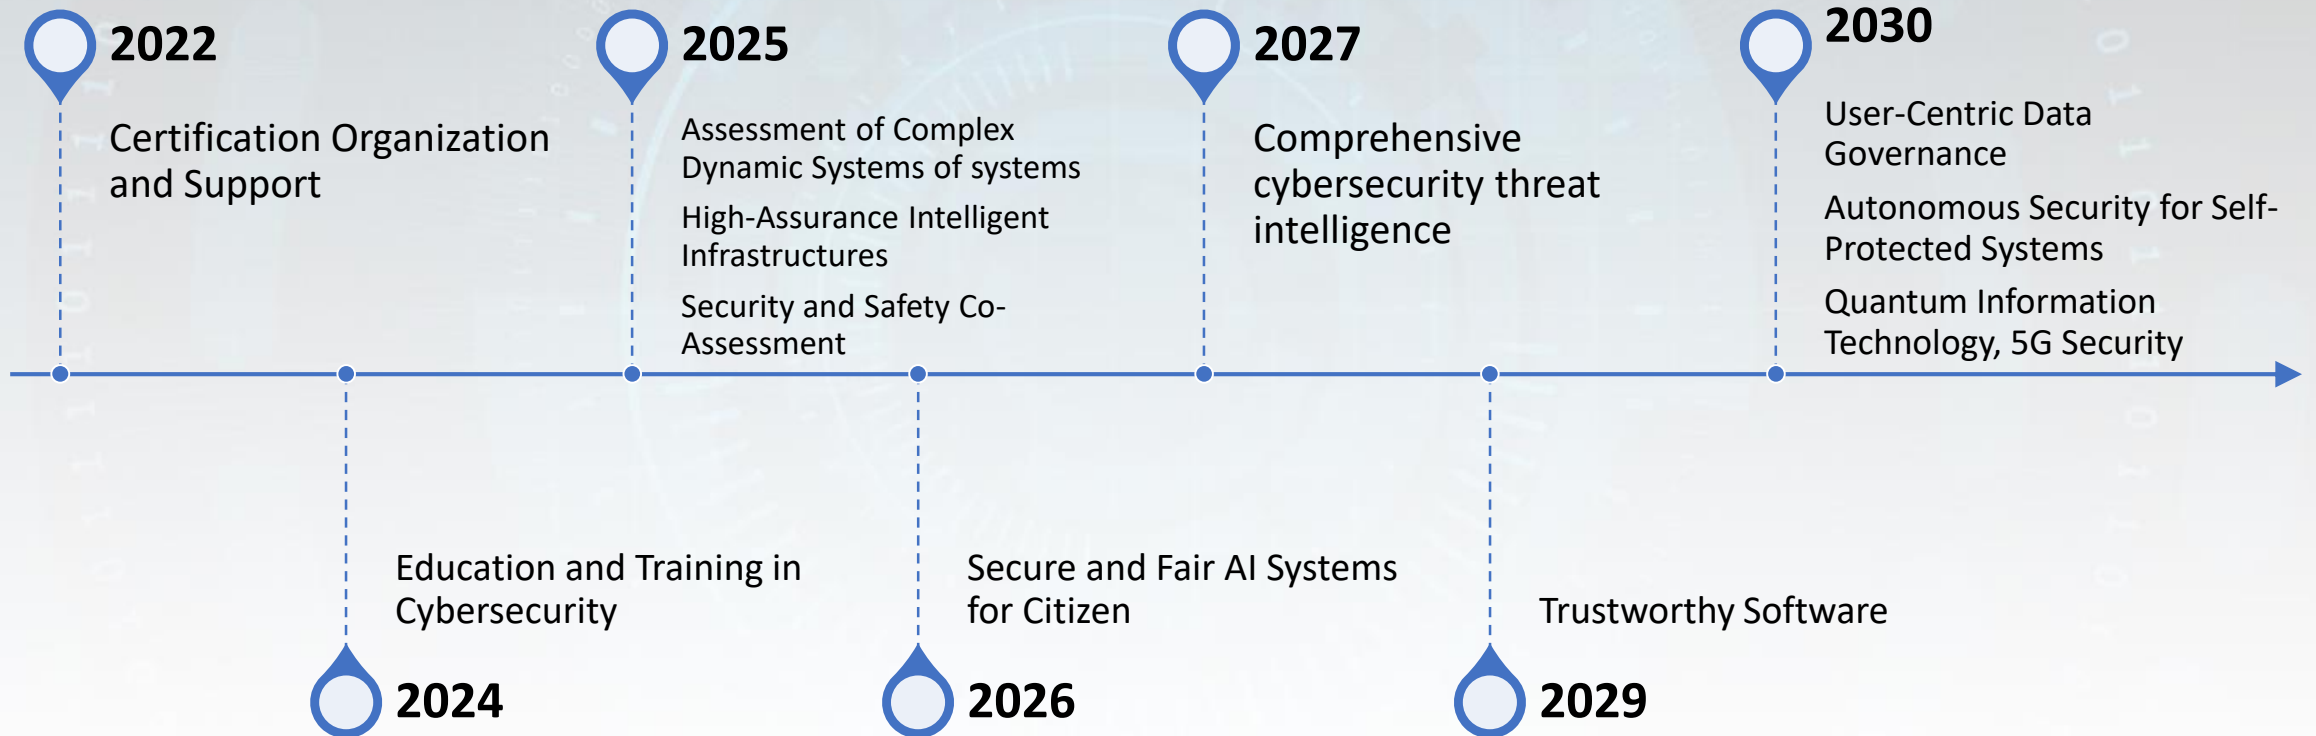 2022
Certification Organization
and Support
2024
Education and Training in
Cybersecurity
2025
Assessment of Complex
Dynamic Systems of systems
High-Assurance Intelligent
Infrastructures
Security and Safety Co-
Assessment
2026
Secure and Fair AI Systems
for Citizen
2027
Comprehensive
cybersecurity threat
intelligence
2029
Trustworthy Software
2030
User-Centric Data
Governance
Autonomous Security for Self-
Protected Systems
Quantum Information
Technology, 5G Security